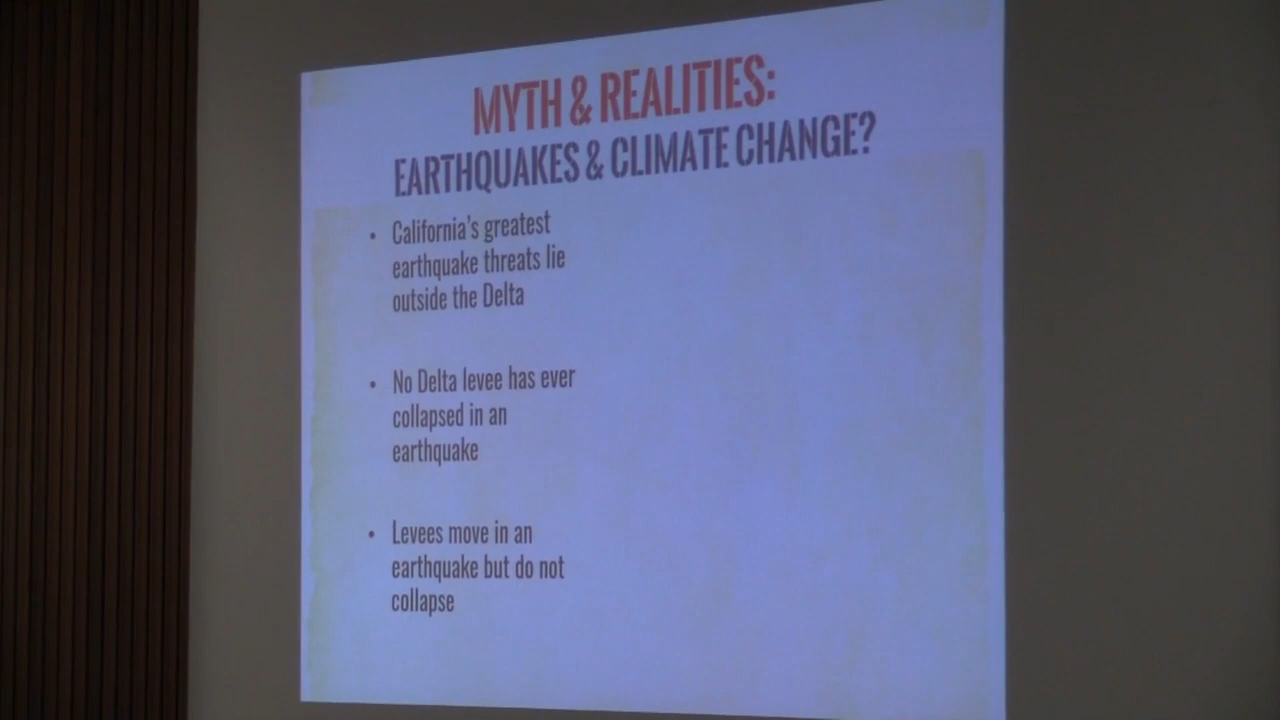 MYTH & REALITIES:
EARTHQUAKES & CLIMATE CHANGE?
• California's greatest
earthquake threats lie
outside the Delta
• No Delta levee has ever
collapsed in an
earthquake
• Levees move in an
earthquake but do not
collapse